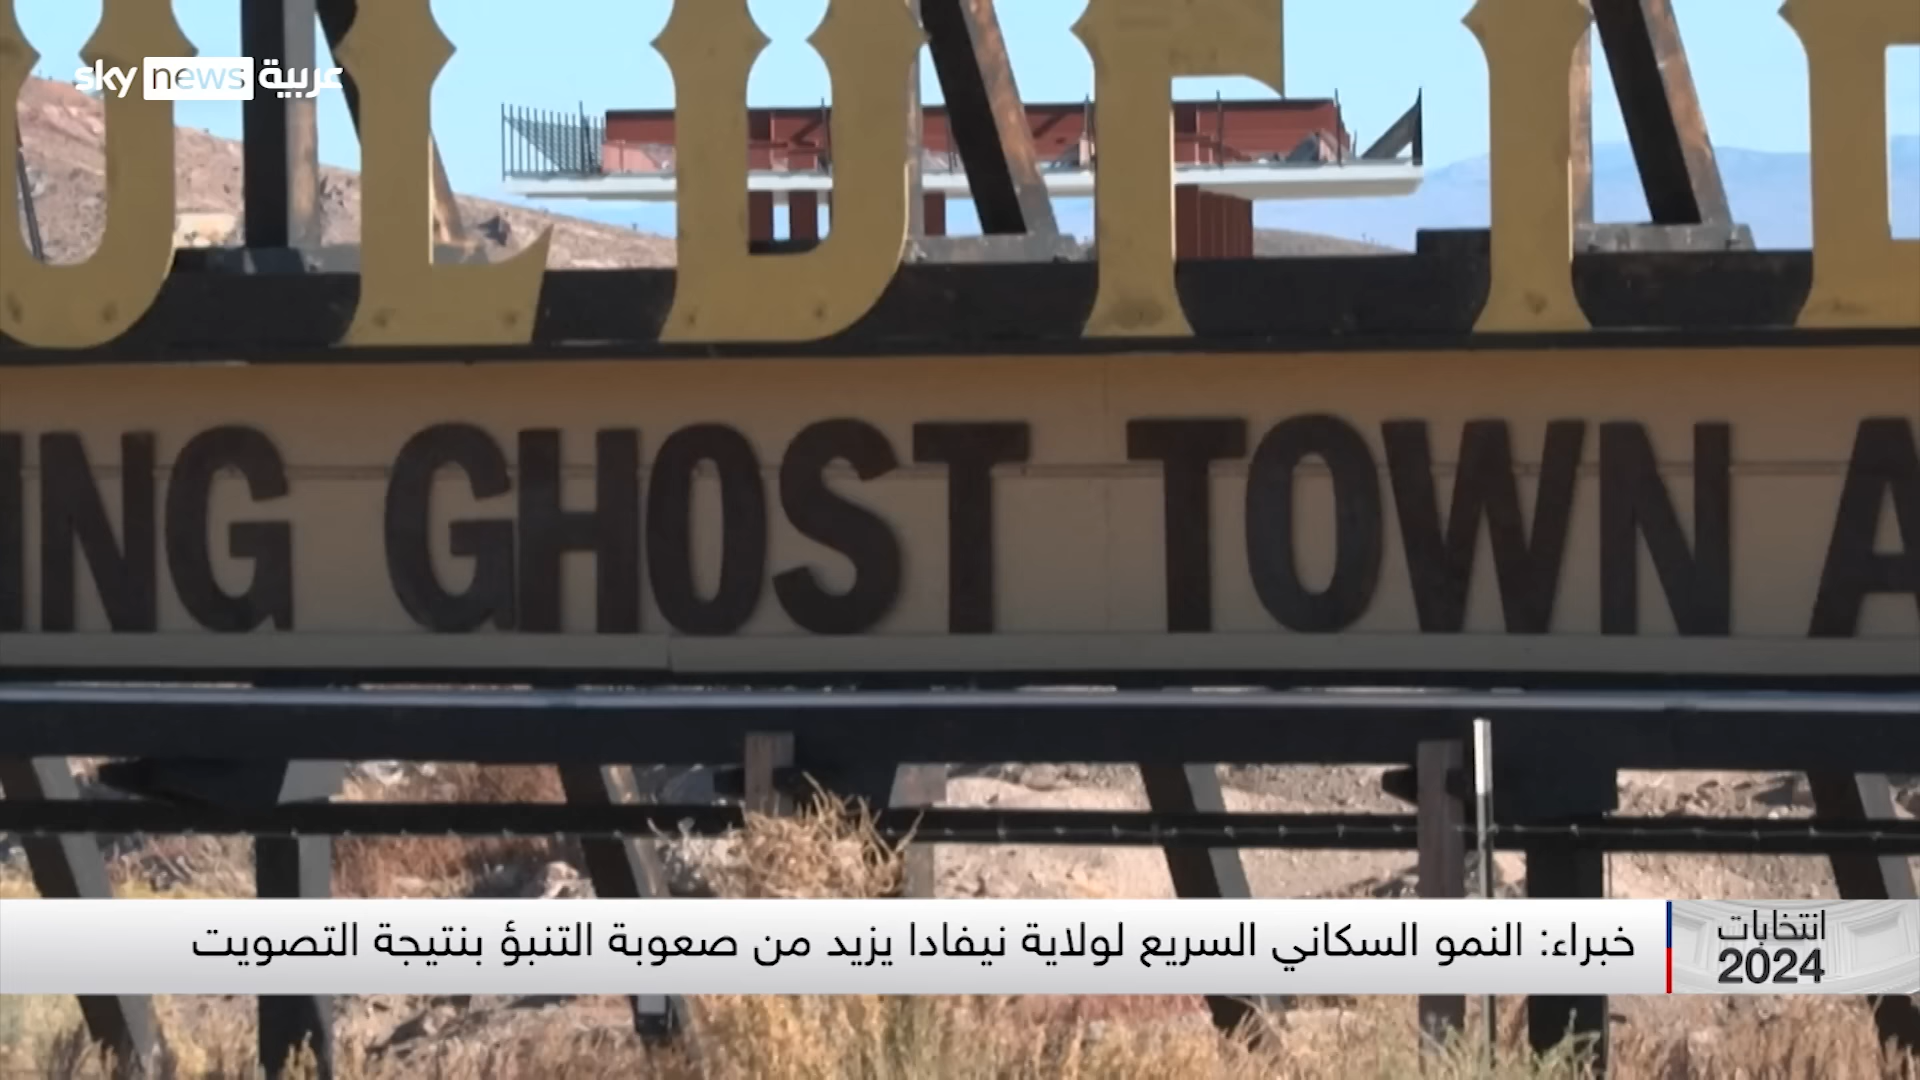 sky news عربية
ING GHOST TOWN A
خبراء: النمو السكاني السريع لولاية نيفادا يزيد من صعوبة التنبؤ بنتيجة التصويت
انتخابات
2024